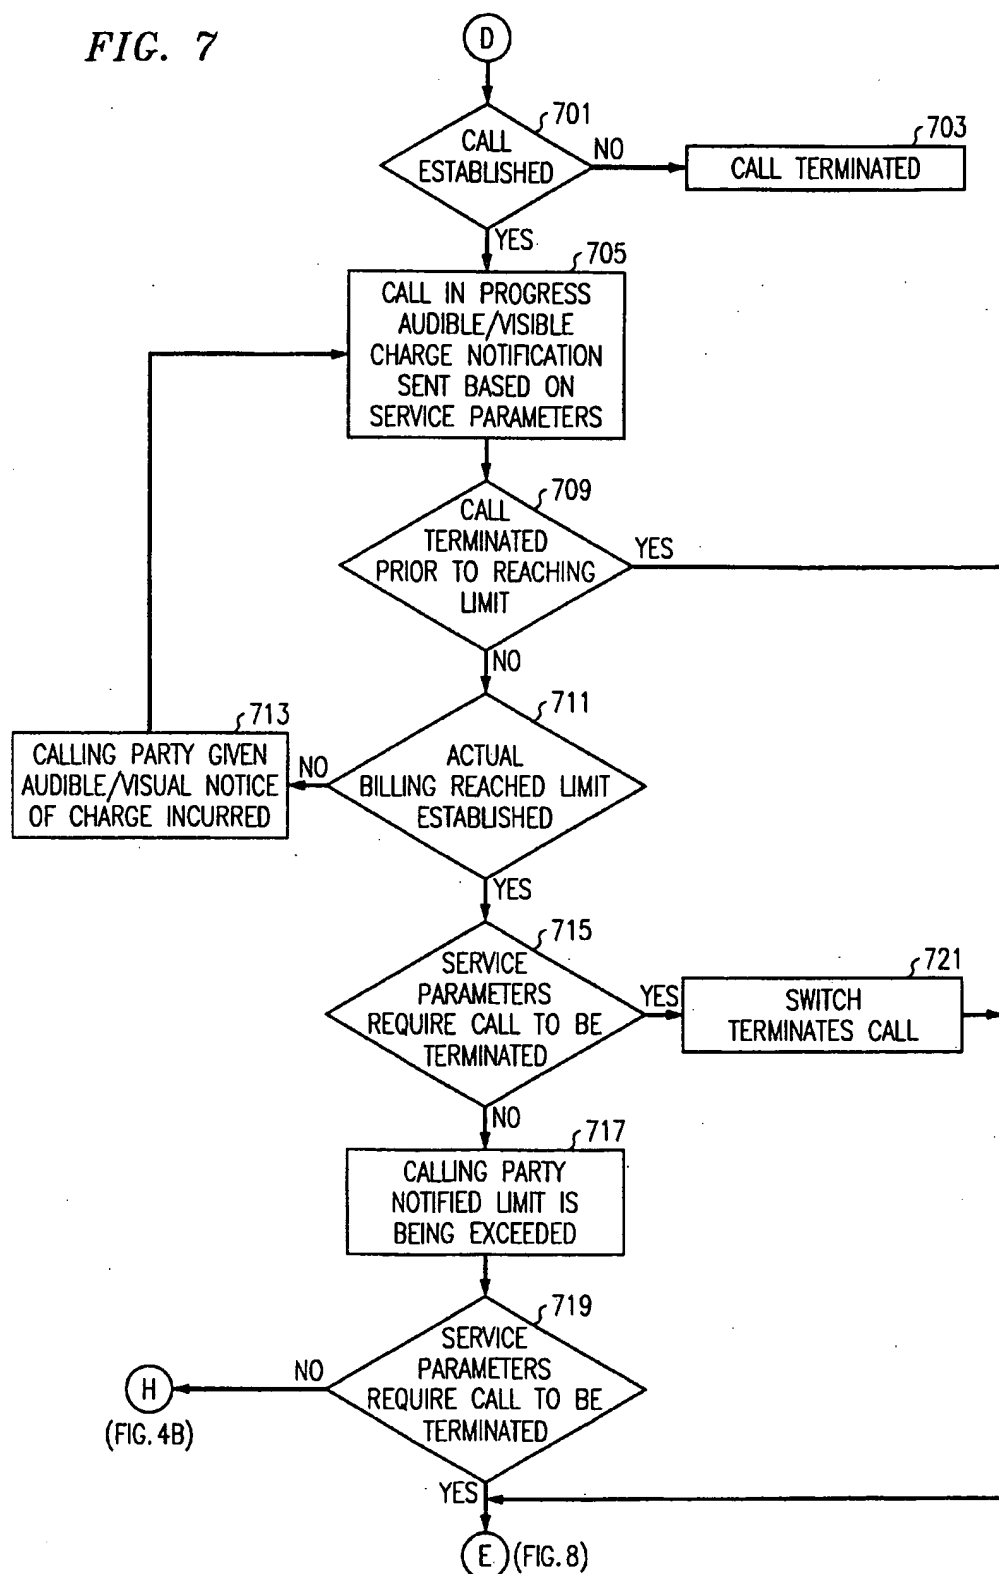 FIG. 7
D
701
CALL
ESTABLISHED
NO
703
CALL TERMINATED
YES
705
CALL IN PROGRESS
AUDIBLE/VISIBLE
CHARGE NOTIFICATION
SENT BASED ON
SERVICE PARAMETERS
709
CALL
TERMINATED
PRIOR TO REACHING
LIMIT
YES
NO
711
ACTUAL
BILLING REACHED LIMIT
ESTABLISHED
NO
713
CALLING PARTY GIVEN
AUDIBLE/VISUAL NOTICE
OF CHARGE INCURRED
YES
715
SERVICE
PARAMETERS
REQUIRE CALL TO BE
TERMINATED
YES
721
SWITCH
TERMINATES CALL
NO
717
CALLING PARTY
NOTIFIED LIMIT IS
BEING EXCEEDED
719
SERVICE
PARAMETERS
REQUIRE CALL TO BE
TERMINATED
NO
H
(FIG. 4B)
YES
E (FIG. 8)